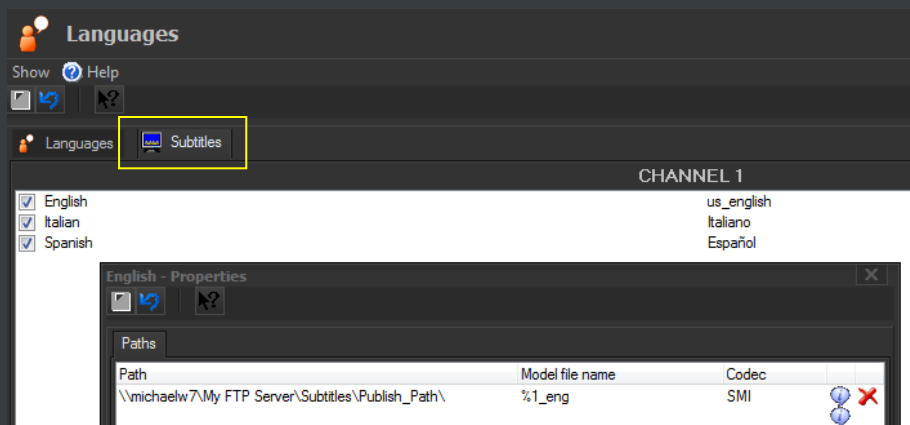 Languages
Show Help
Languages Subtitles
CHANNEL 1
English us_english
Italian Italiano
Spanish Español
English - Properties
Paths
Path Model file name Codec
\\michaelw7\My FTP Server\Subtitles\Publish_Path\ %1_eng SMI